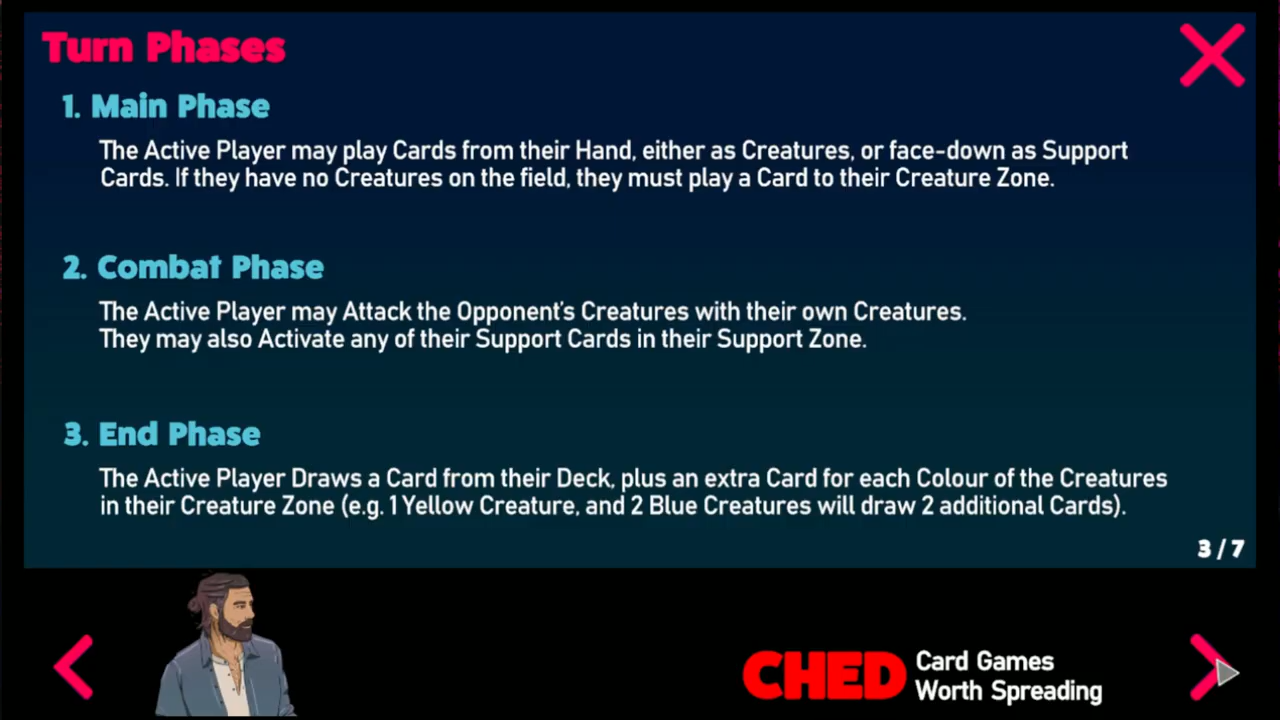 Turn Phases
1. Main Phase
The Active Player may play Cards from their Hand, either as Creatures, or face-down as Support
Cards. If they have no Creatures on the field, they must play a Card to their Creature Zone.
2. Combat Phase
The Active Player may Attack the Opponent's Creatures with their own Creatures.
They may also Activate any of their Support Cards in their Support Zone.
3. End Phase
The Active Player Draws a Card from their Deck, plus an extra Card for each Colour of the Creatures
in their Creature Zone (e.g. 1 Yellow Creature, and 2 Blue Creatures will draw 2 additional Cards).
3 / 7
CHED
Card Games
Worth Spreading